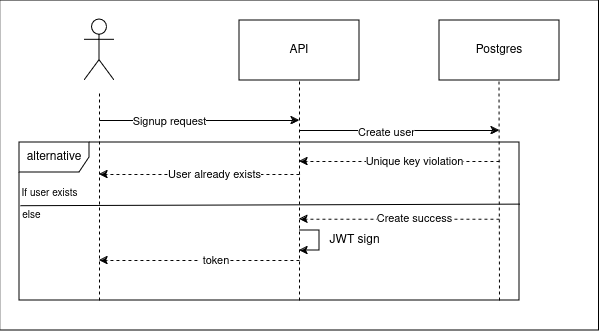 API
Postgres
Signup request
Create user
alternative
Unique key violation
User already exists
If user exists
else
Create success
JWT sign
token